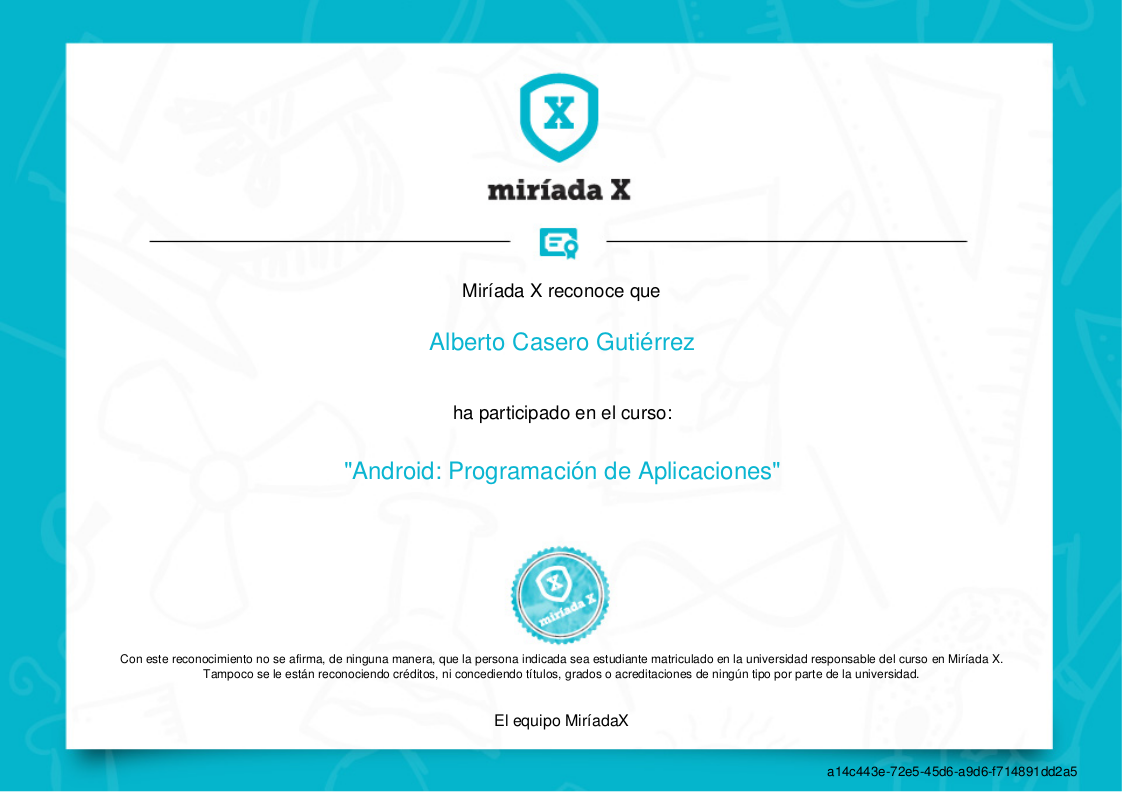 X
miríada X
Miríada X reconoce que
Alberto Casero Gutiérrez
ha participado en el curso:
"Android: Programación de Aplicaciones"
X
miríada X
Con este reconocimiento no se afirma, de ninguna manera, que la persona indicada sea estudiante matriculado en la universidad responsable del curso en Miríada X.
Tampoco se le están reconociendo créditos, ni concediendo títulos, grados o acreditaciones de ningún tipo por parte de la universidad.
El equipo MiríadaX
a14c443e-72e5-45d6-a9d6-f714891dd2a5